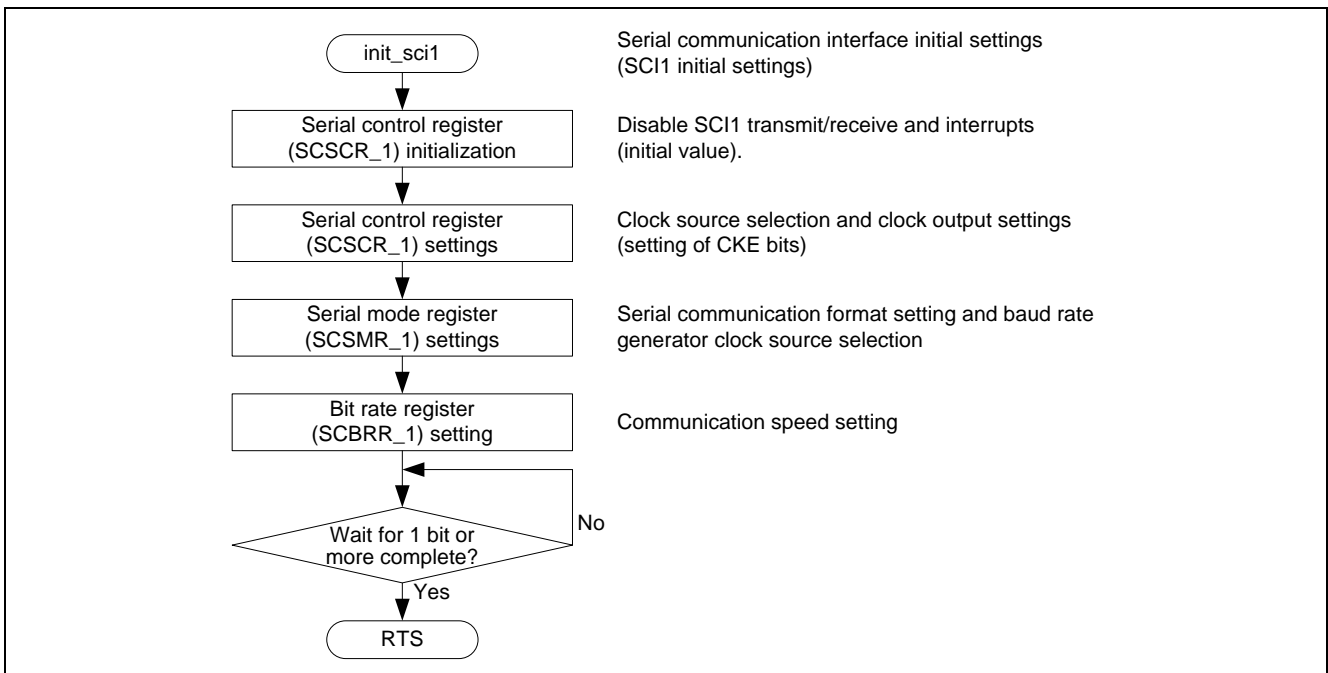 init_sci1
Serial communication interface initial settings
(SCI1 initial settings)
Serial control register
(SCSCR_1) initialization
Disable SCI1 transmit/receive and interrupts
(initial value).
Serial control register
(SCSCR_1) settings
Clock source selection and clock output settings
(setting of CKE bits)
Serial mode register
(SCSMR_1) settings
Serial communication format setting and baud rate
generator clock source selection
Bit rate register
(SCBRR_1) setting
Communication speed setting
Wait for 1 bit or
more complete?
No
Yes
RTS